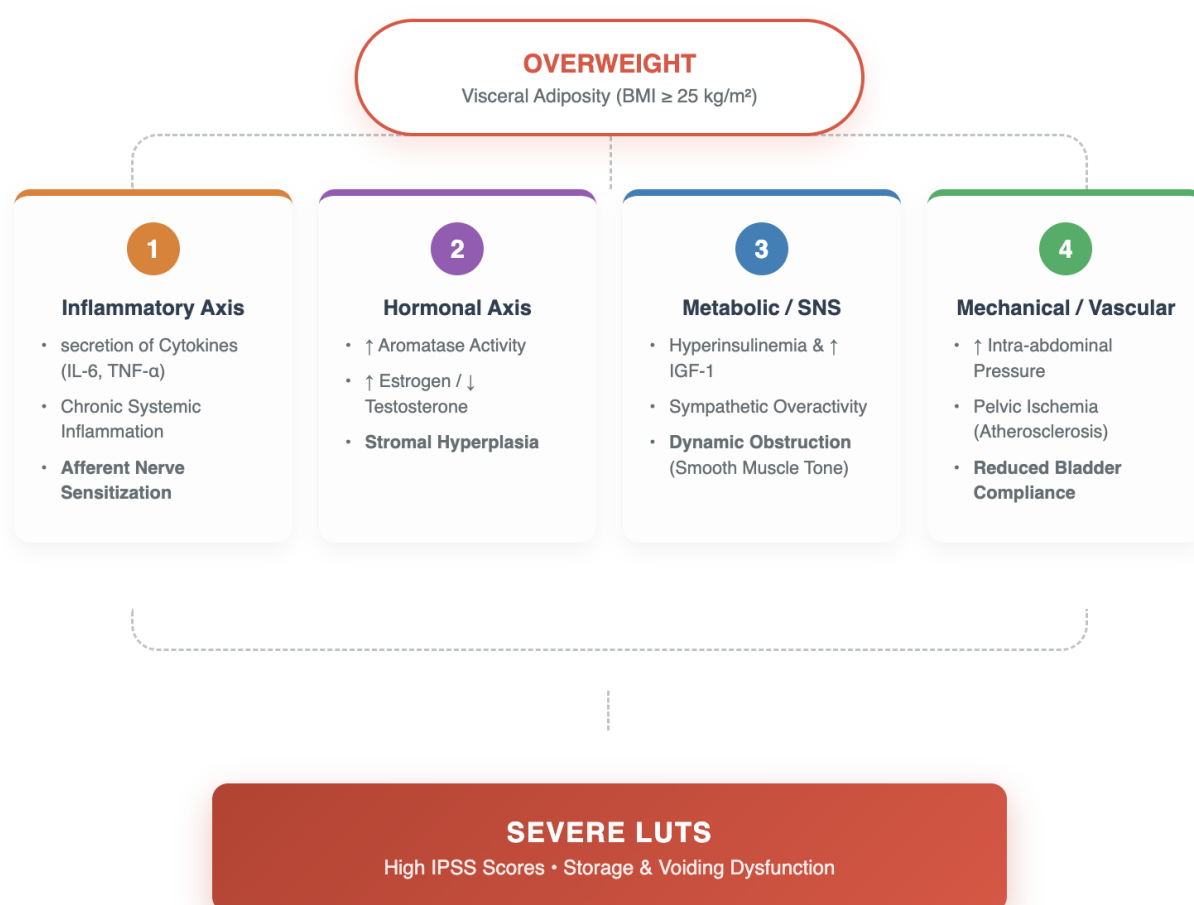 OVERWEIGHT
Visceral Adiposity (BMI ≥ 25 kg/m²)
1
Inflammatory Axis
• secretion of Cytokines
(IL-6, TNF-α)
• Chronic Systemic
Inflammation
• Afferent Nerve
Sensitization
2
Hormonal Axis
• ↑ Aromatase Activity
• ↑ Estrogen / ↓
Testosterone
• Stromal Hyperplasia
3
Metabolic / SNS
• Hyperinsulinemia & ↑
IGF-1
• Sympathetic Overactivity
• Dynamic Obstruction
(Smooth Muscle Tone)
4
Mechanical / Vascular
• ↑ Intra-abdominal
Pressure
• Pelvic Ischemia
(Atherosclerosis)
• Reduced Bladder
Compliance
SEVERE LUTS
High IPSS Scores • Storage & Voiding Dysfunction